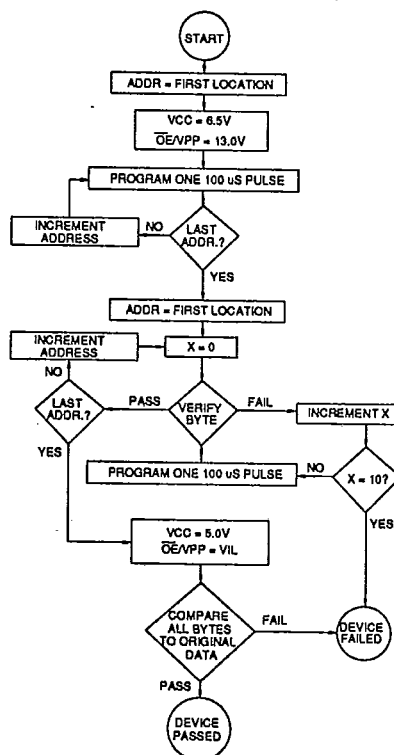 START
ADDR = FIRST LOCATION
VCC = 6.5V
OE/VPP = 13.0V
PROGRAM ONE 100 uS PULSE
INCREMENT
ADDRESS
NO
LAST
ADDR.?
YES
ADDR = FIRST LOCATION
INCREMENT
ADDRESS
X = 0
NO
LAST
ADDR.?
PASS
VERIFY
BYTE
FAIL
INCREMENT X
YES
PROGRAM ONE 100 uS PULSE
NO
X = 10?
VCC = 5.0V
OE/VPP = VIL
YES
COMPARE
ALL BYTES
TO ORIGINAL
DATA
FAIL
DEVICE
FAILED
PASS
DEVICE
PASSED